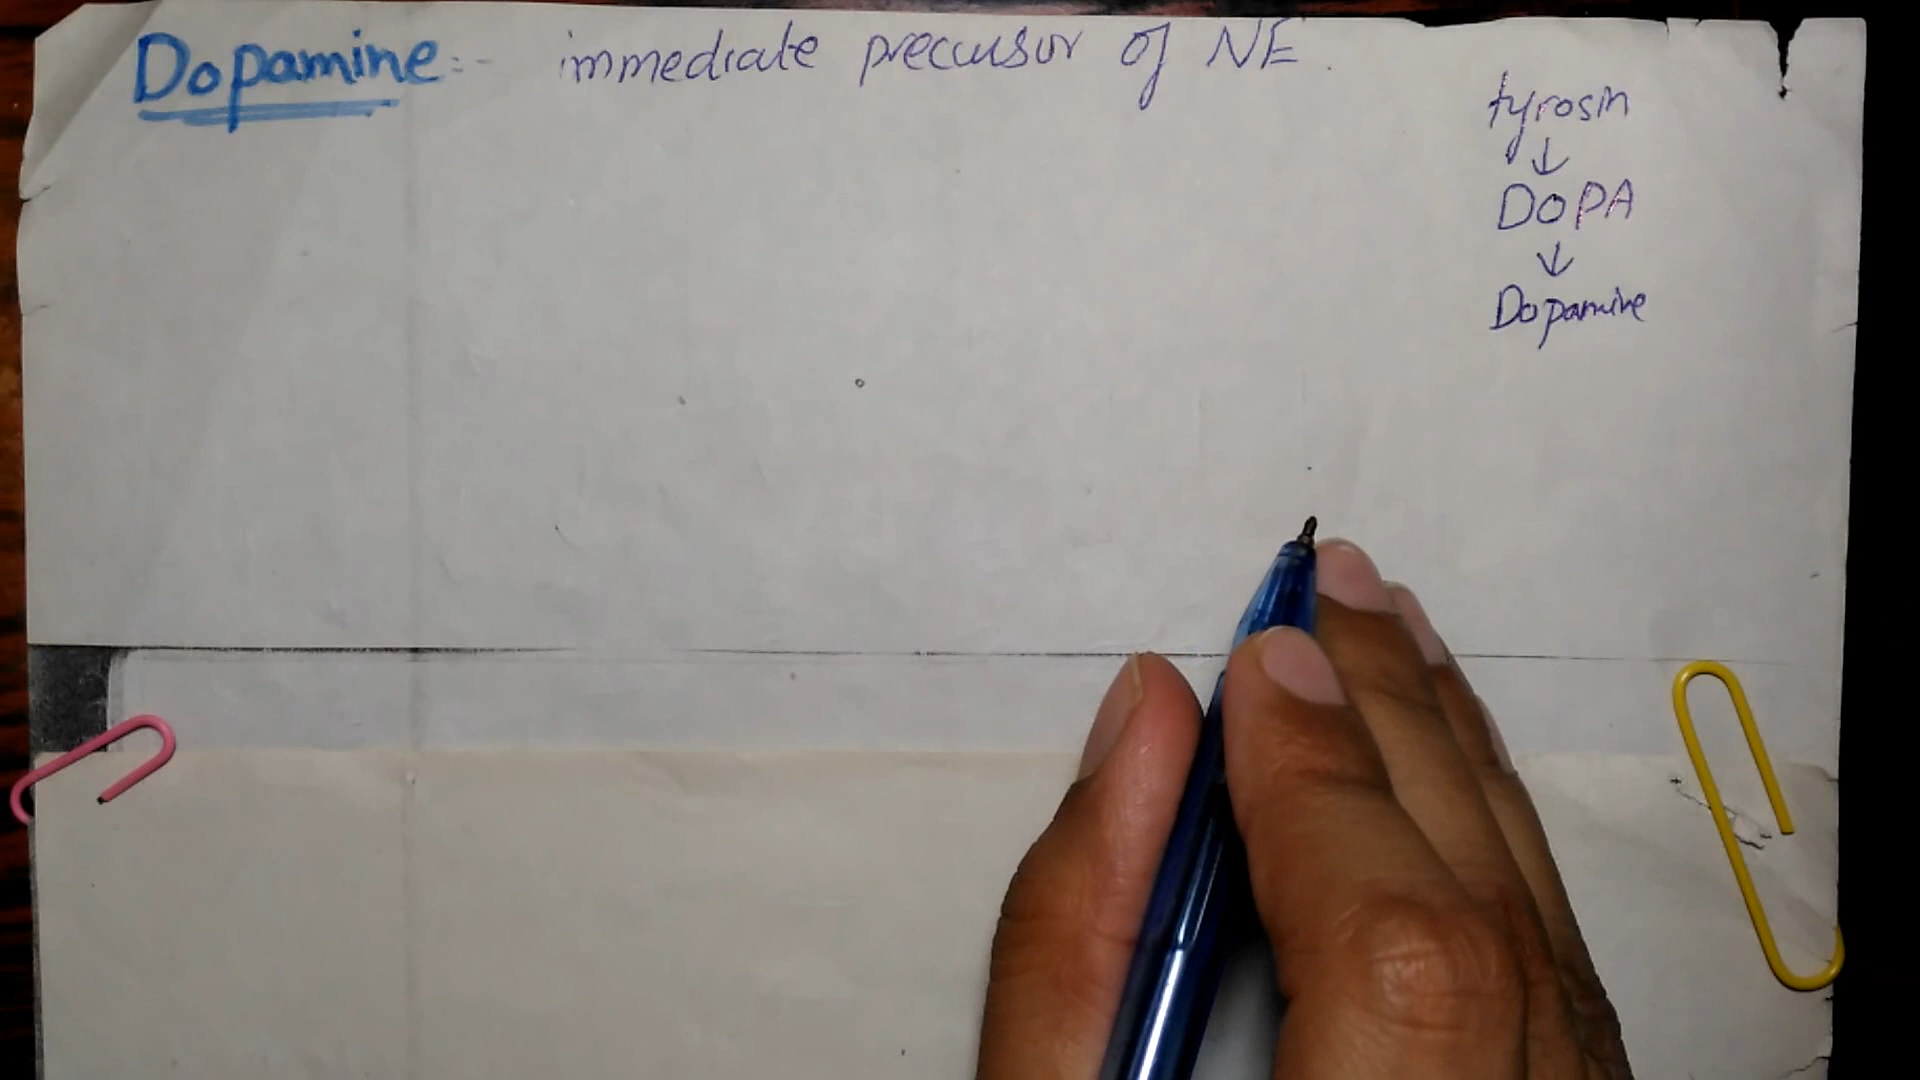 Dopamine:- immediate precursor of NE.
tyrosin
↓
DOPA
↓
Dopamine